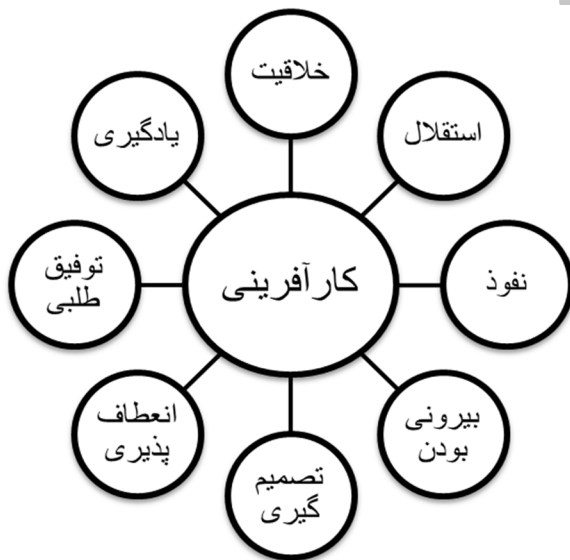 خلاقیت
استقلال
نفوذ
بیرونی
بودن
تصمیم
گیری
انعطاف
پذیری
توفیق
طلبی
یادگیری
کارآفرینی